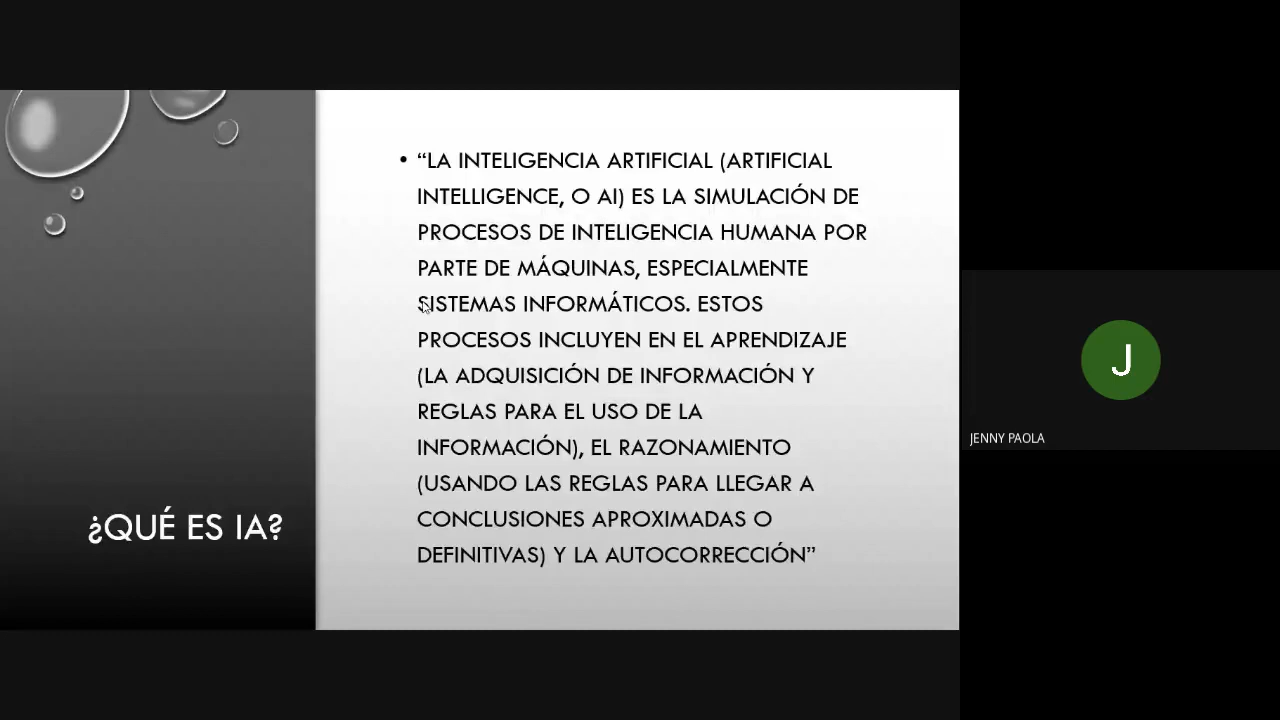 ¿QUÉ ES IA?
• “LA INTELIGENCIA ARTIFICIAL (ARTIFICIAL
INTELLIGENCE, O AI) ES LA SIMULACIÓN DE
PROCESOS DE INTELIGENCIA HUMANA POR
PARTE DE MÁQUINAS, ESPECIALMENTE
SISTEMAS INFORMÁTICOS. ESTOS
PROCESOS INCLUYEN EN EL APRENDIZAJE
(LA ADQUISICIÓN DE INFORMACIÓN Y
REGLAS PARA EL USO DE LA
INFORMACIÓN), EL RAZONAMIENTO
(USANDO LAS REGLAS PARA LLEGAR A
CONCLUSIONES APROXIMADAS O
DEFINITIVAS) Y LA AUTOCORRECCIÓN”
J
JENNY PAOLA